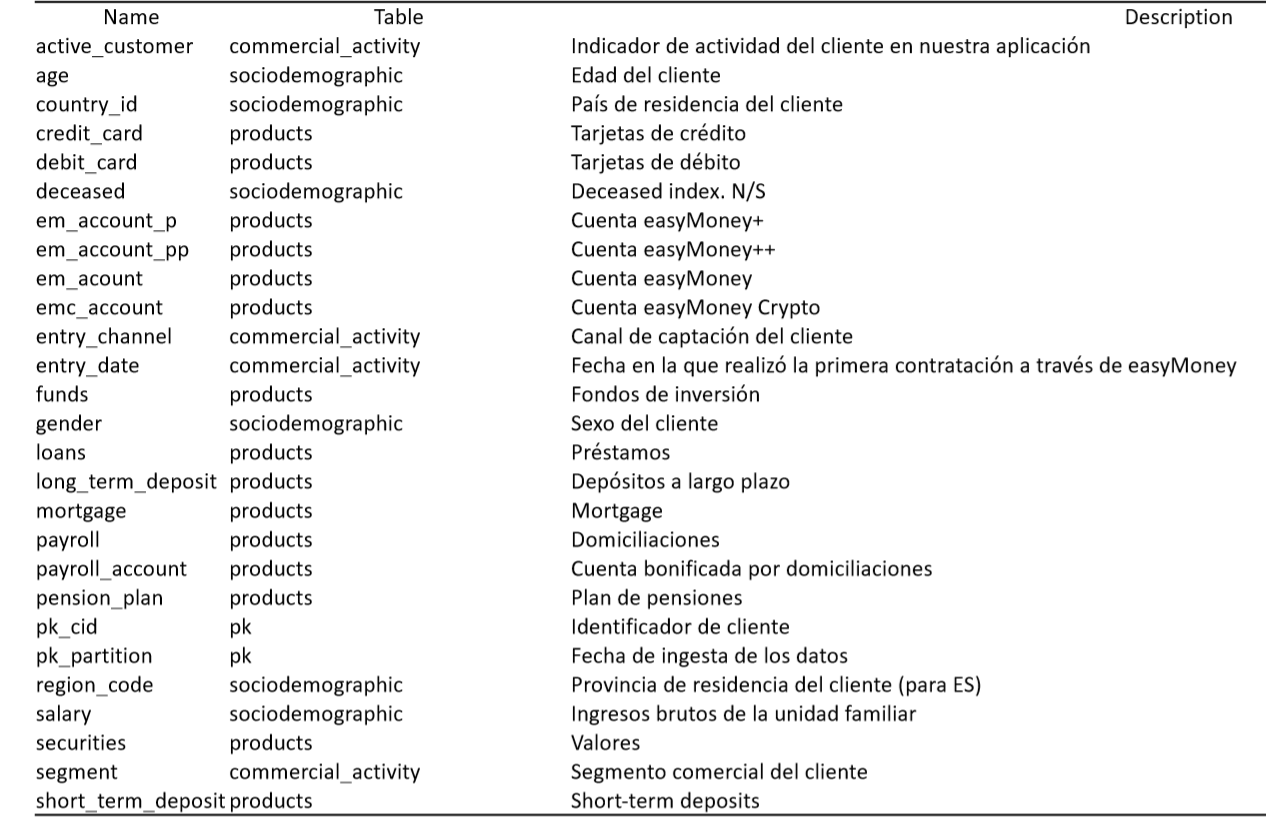 Name Table Description
active_customer commercial_activity Indicador de actividad del cliente en nuestra aplicación
age sociodemographic Edad del cliente
country_id sociodemographic País de residencia del cliente
credit_card products Tarjetas de crédito
debit_card products Tarjetas de débito
deceased sociodemographic Deceased index. N/S
em_account_p products Cuenta easyMoney+
em_account_pp products Cuenta easyMoney++
em_acount products Cuenta easyMoney
emc_account products Cuenta easyMoney Crypto
entry_channel commercial_activity Canal de captación del cliente
entry_date commercial_activity Fecha en la que realizó la primera contratación a través de easyMoney
funds products Fondos de inversión
gender sociodemographic Sexo del cliente
loans products Préstamos
long_term_deposit products Depósitos a largo plazo
mortgage products Mortgage
payroll products Domiciliaciones
payroll_account products Cuenta bonificada por domiciliaciones
pension_plan products Plan de pensiones
pk_cid pk Identificador de cliente
pk_partition pk Fecha de ingesta de los datos
region_code sociodemographic Provincia de residencia del cliente (para ES)
salary sociodemographic Ingresos brutos de la unidad familiar
securities products Valores
segment commercial_activity Segmento comercial del cliente
short_term_deposit products Short-term deposits